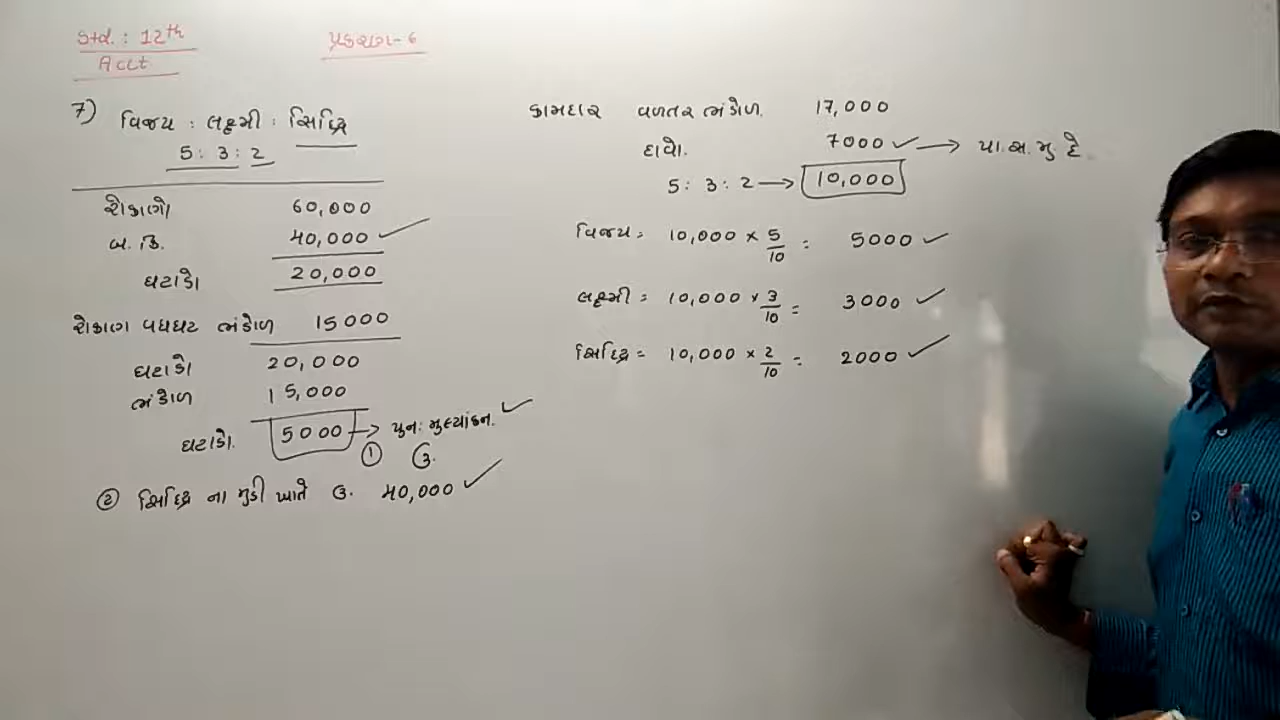 Std. : 12th
Acct
પ્રકરણ-6
7)
વિજય : લક્ષ્મી : સિધ્ધિ
5 : 3 : 2
રોકાણો 60,000
બ. કિં. 40,000
ઘટાડો 20,000
રોકાણ વધઘટ ભંડોળ 15000
ઘટાડો 20,000
ભંડોળ 15,000
ઘટાડો. 5000 → પુનઃ મુલ્યાંકન. ✓
① ઉ.
② સિધ્ધિ ના મુડી ખાતે ઉ. 40,000 ✓
કામદાર વળતર ભંડોળ. 17,000
દાવો. 7000 ✓ → પા. સ. મુ. દે.
5 : 3 : 2 → 10,000
વિજય = 10,000 × 5/10 = 5000 ✓
લક્ષ્મી = 10,000 × 3/10 = 3000 ✓
સિધ્ધિ = 10,000 × 2/10 = 2000 ✓